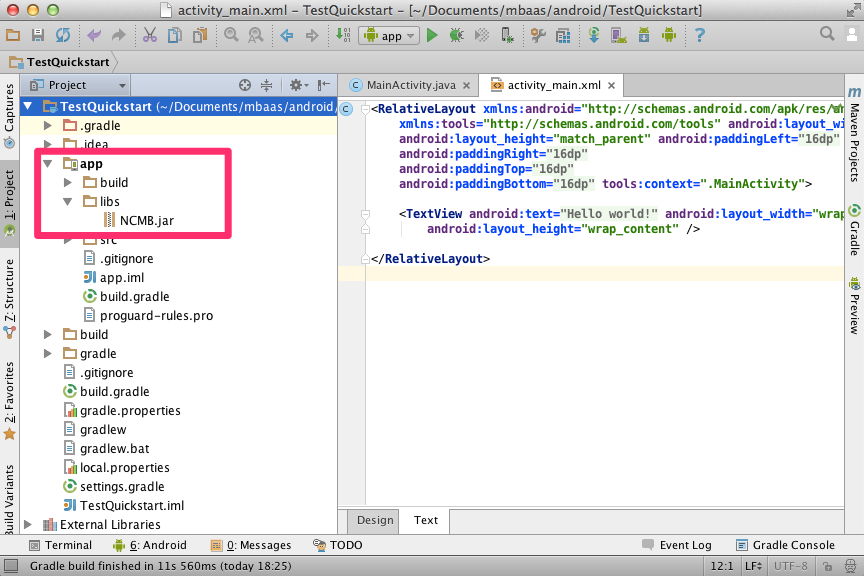 activity_main.xml - TestQuickstart - [~/Documents/mbaas/android/TestQuickstart]
app
TestQuickstart
Project
MainActivity.java
activity_main.xml
Captures
1: Project
7: Structure
2: Favorites
Build Variants
TestQuickstart (~/Documents/mbaas/android/
.gradle
.idea
app
build
libs
NCMB.jar
src
.gitignore
app.iml
build.gradle
proguard-rules.pro
build
gradle
.gitignore
build.gradle
gradle.properties
gradlew
gradlew.bat
local.properties
settings.gradle
TestQuickstart.iml
External Libraries
<RelativeLayout xmlns:android="http://schemas.android.com/apk/res/
xmlns:tools="http://schemas.android.com/tools" android:layout_wi
android:layout_height="match_parent" android:paddingLeft="16dp"
android:paddingRight="16dp"
android:paddingTop="16dp"
android:paddingBottom="16dp" tools:context=".MainActivity">
<TextView android:text="Hello world!" android:layout_width="wrap
android:layout_height="wrap_content" />
</RelativeLayout>
Design
Text
Maven Projects
Gradle
Preview
Terminal
6: Android
0: Messages
TODO
Event Log
Gradle Console
Gradle build finished in 11s 560ms (today 18:25)
12:1
LF
UTF-8